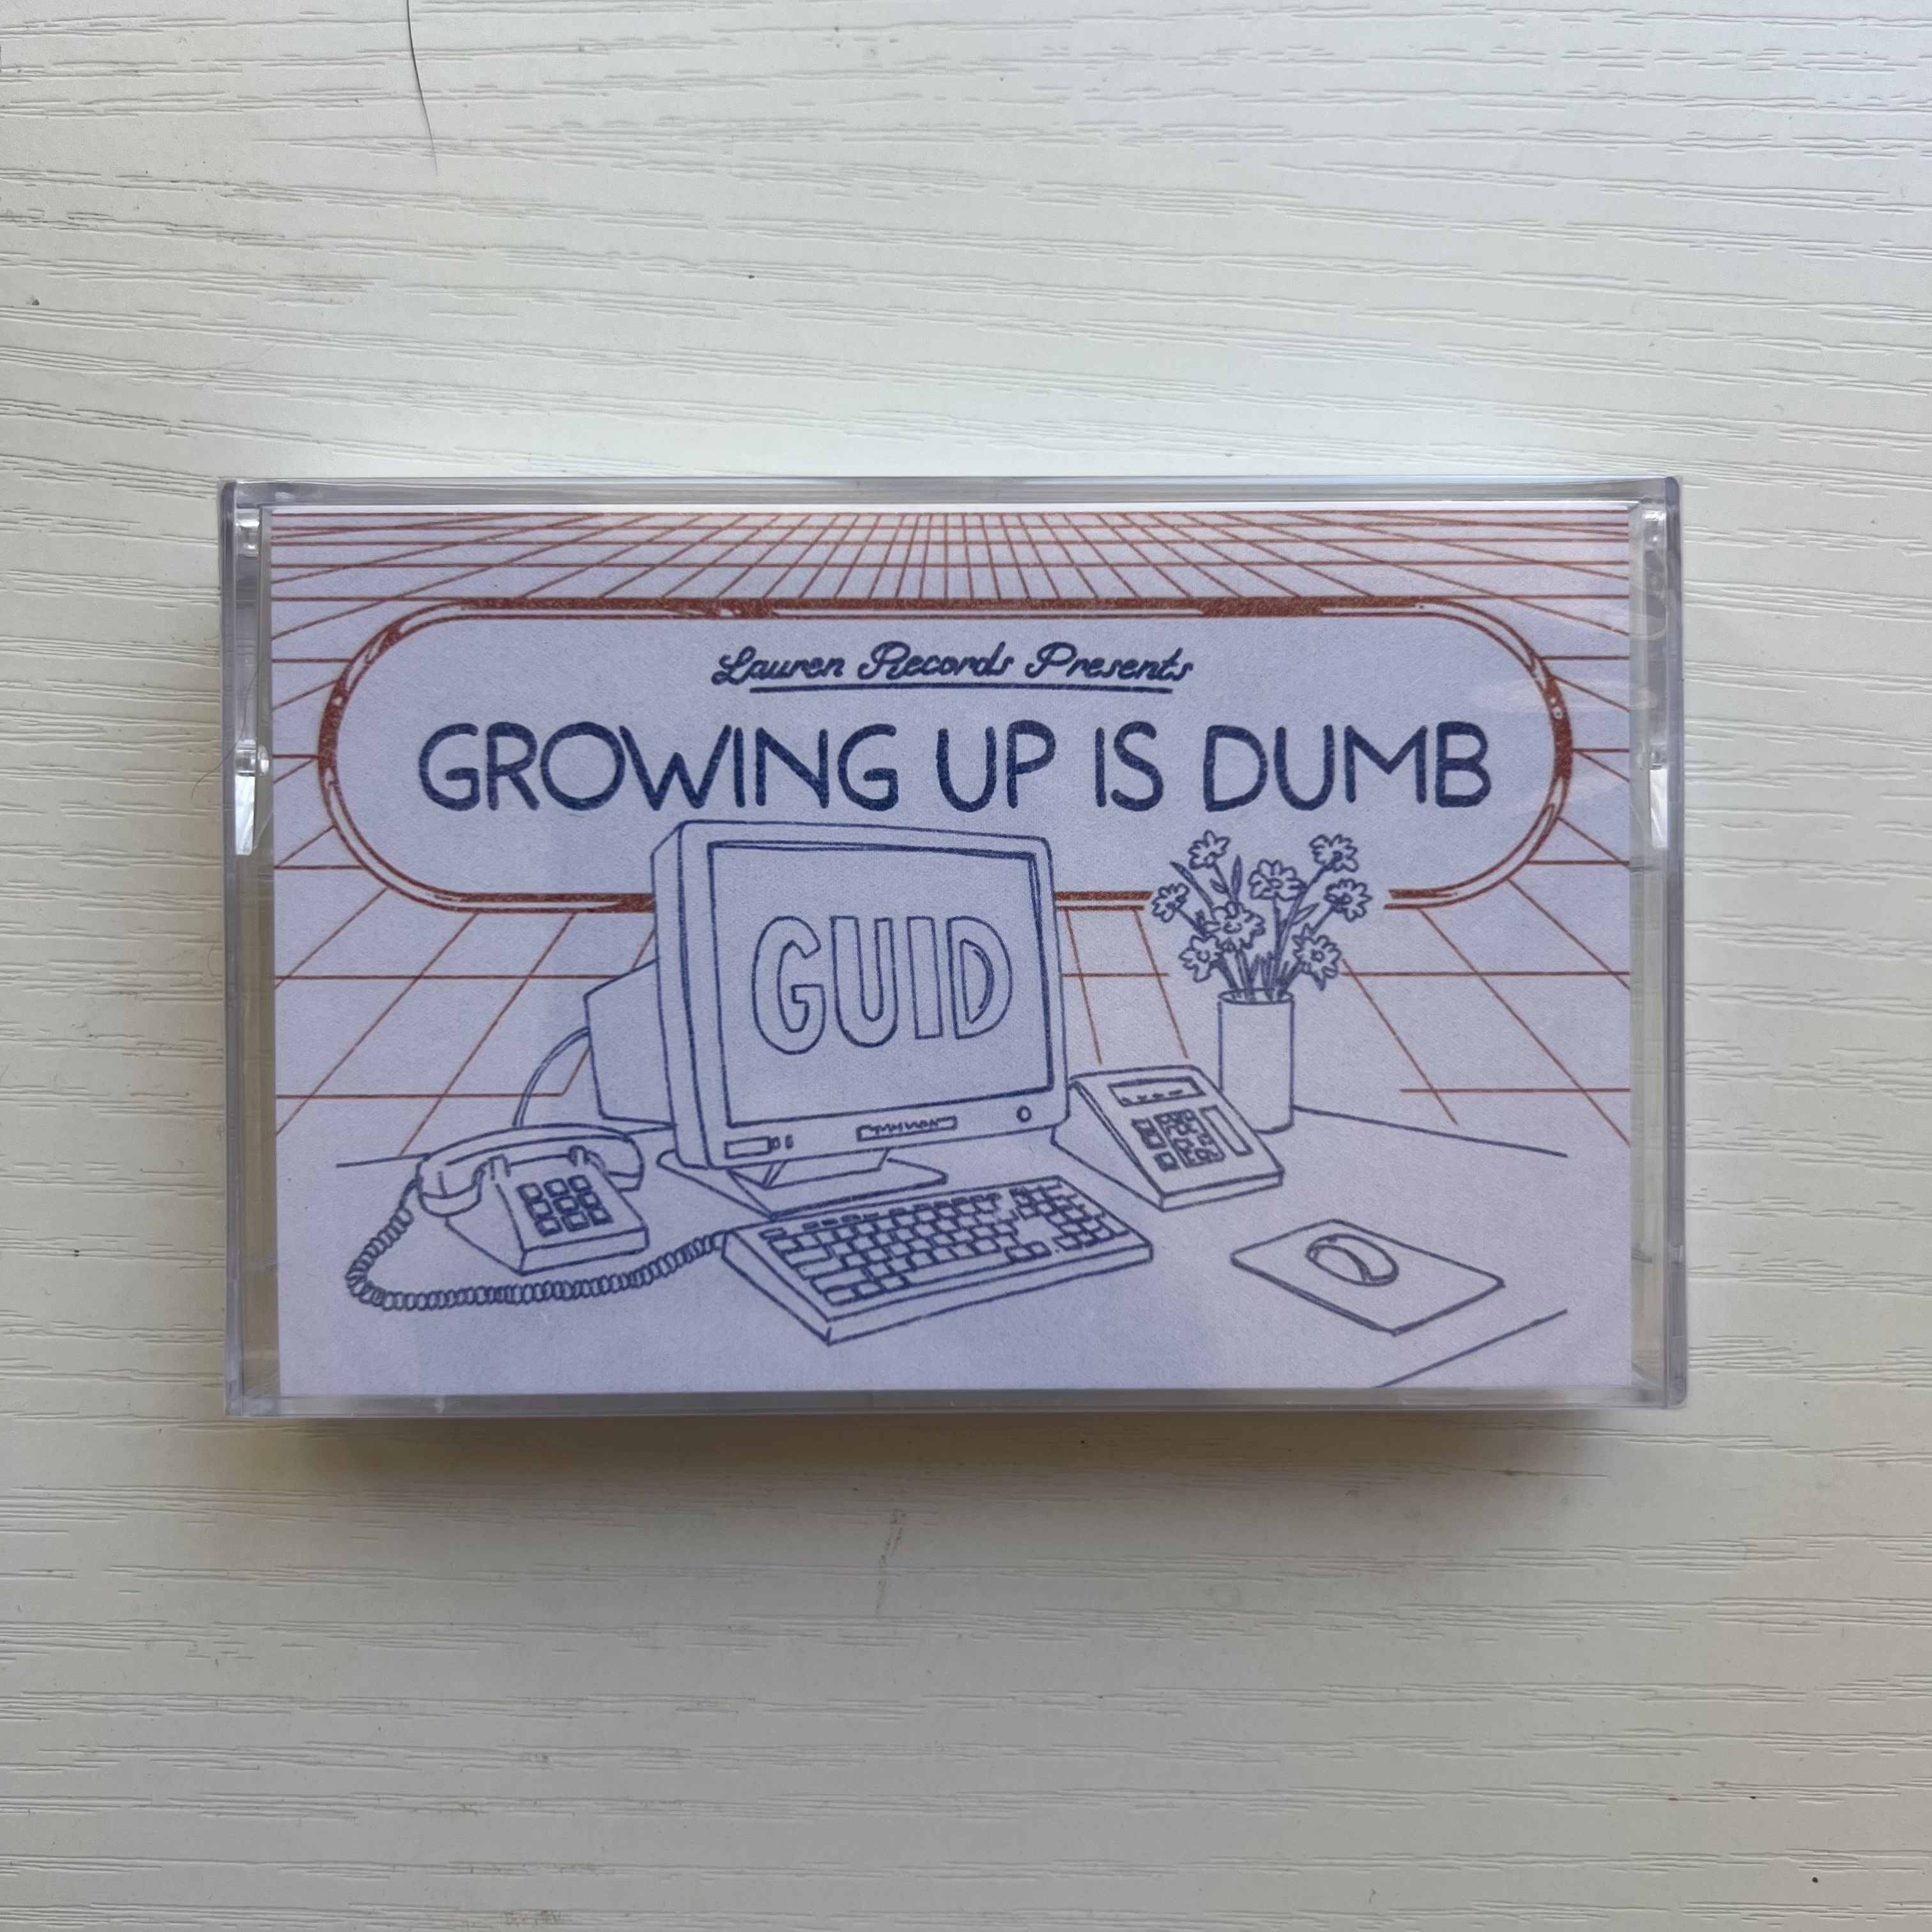 Lauren Records Presents
GROWING UP IS DUMB
GUID